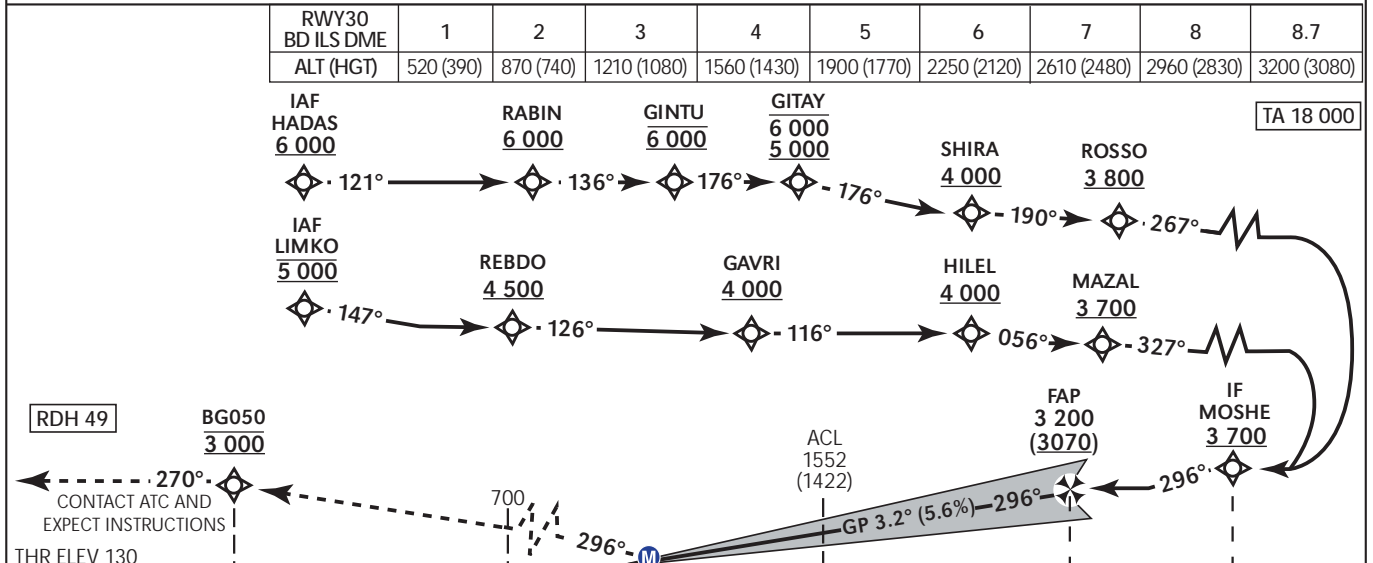 RWY30
BD ILS DME 1 2 3 4 5 6 7 8 8.7
ALT (HGT) 520 (390) 870 (740) 1210 (1080) 1560 (1430) 1900 (1770) 2250 (2120) 2610 (2480) 2960 (2830) 3200 (3080)
TA 18 000
IAF
HADAS
6 000
RABIN
6 000
GINTU
6 000
GITAY
6 000
5 000
SHIRA
4 000
ROSSO
3 800
121° 136° 176° 176° 190° 267°
IAF
LIMKO
5 000
REBDO
4 500
GAVRI
4 000
HILEL
4 000
MAZAL
3 700
147° 126° 116° 056° 327°
RDH 49
BG050
3 000
ACL
1552
(1422)
FAP
3 200
(3070)
IF
MOSHE
3 700
270°
CONTACT ATC AND
EXPECT INSTRUCTIONS
700
296°
M
GP 3.2° (5.6%) 296°
296°
THR ELEV 130